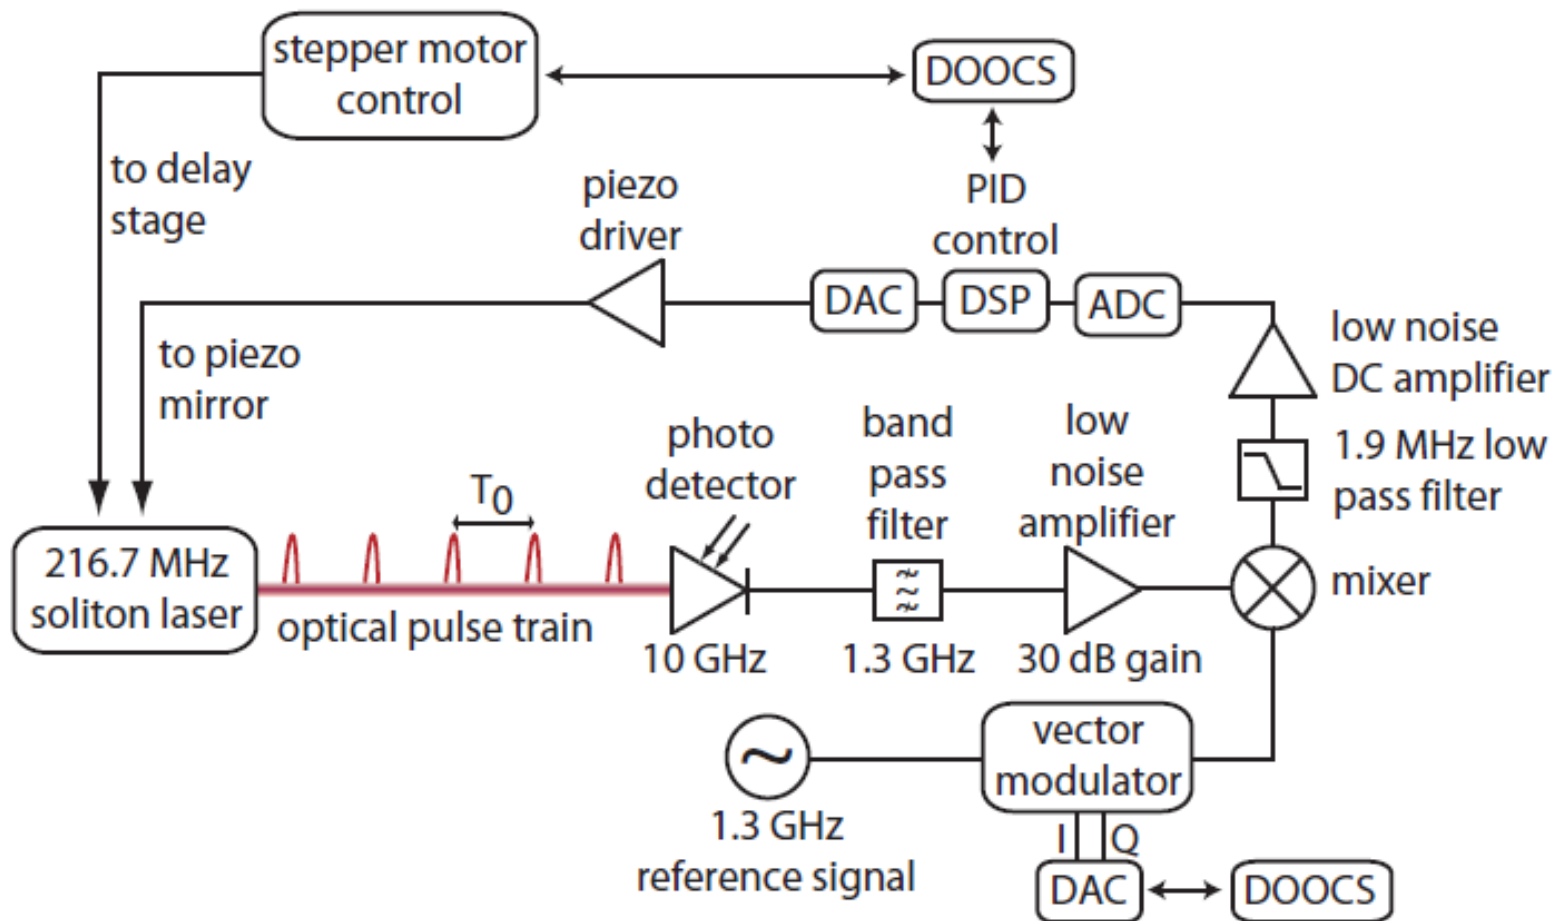 stepper motor
control
DOOCS
to delay
stage
piezo
driver
PID
control
DAC
DSP
ADC
low noise
DC amplifier
to piezo
mirror
photo
detector
band
pass
filter
low
noise
amplifier
1.9 MHz low
pass filter
T0
216.7 MHz
soliton laser
optical pulse train
10 GHz
1.3 GHz
30 dB gain
mixer
vector
modulator
1.3 GHz
reference signal
I
Q
DAC
DOOCS